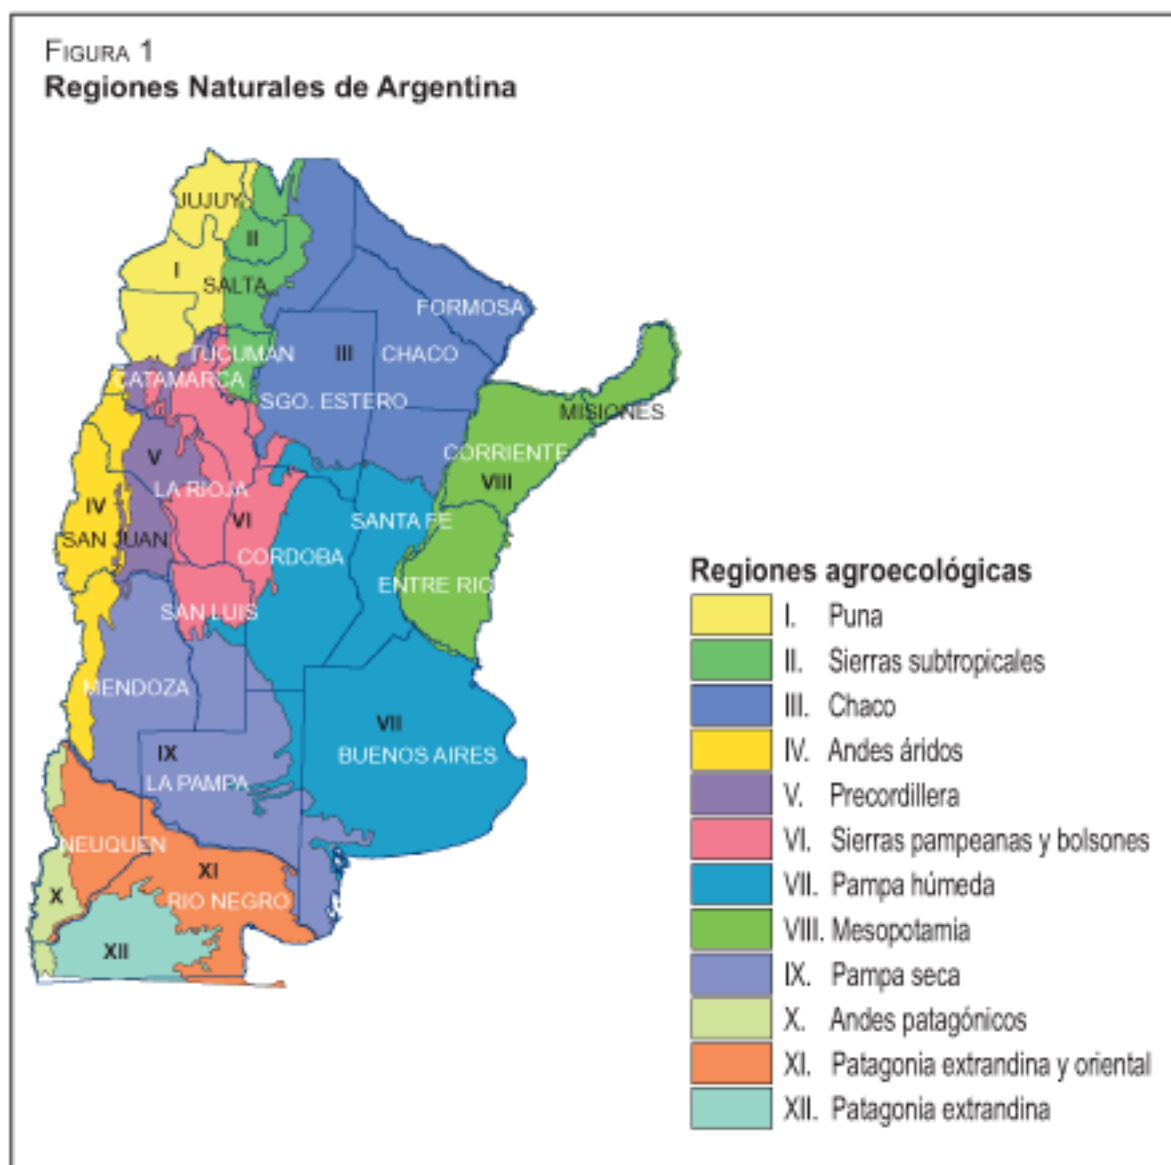 FIGURA 1
Regiones Naturales de Argentina
JUJUY
II
I
SALTA
FORMOSA
TUCUMAN
III
CHACO
CATAMARCA
SGO. ESTERO
MISIONES
CORRIENTE
V
VIII
LA RIOJA
IV
VI
SANTA FE
SAN JUAN
CORDOBA
ENTRE RIO
SAN LUIS
MENDOZA
VII
IX
BUENOS AIRES
LA PAMPA
NEUQUEN
XI
X
RIO NEGRO
XII
Regiones agroecológicas
I. Puna
II. Sierras subtropicales
III. Chaco
IV. Andes áridos
V. Precordillera
VI. Sierras pampeanas y bolsones
VII. Pampa húmeda
VIII. Mesopotamia
IX. Pampa seca
X. Andes patagónicos
XI. Patagonia extrandina y oriental
XII. Patagonia extrandina